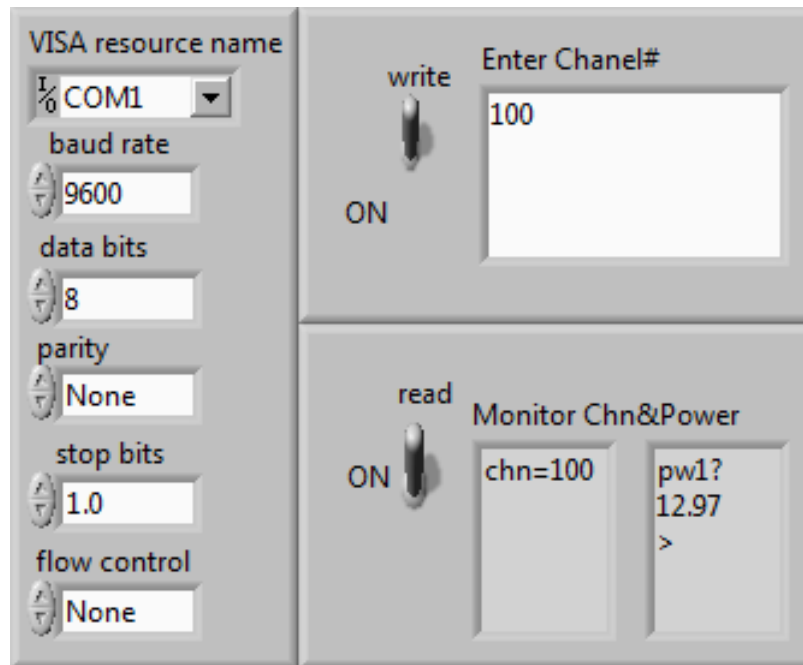 VISA resource name
I/O COM1
baud rate
9600
data bits
8
parity
None
stop bits
1.0
flow control
None
write
ON
Enter Chanel#
100
read
ON
Monitor Chn&Power
chn=100
pw1?
12.97
>